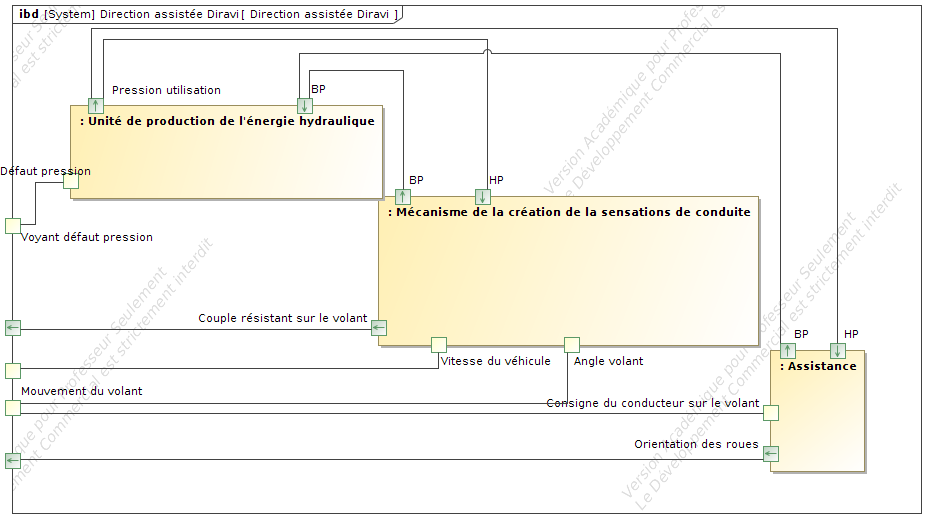 ibd [System] Direction assistée Diravi[ Direction assistée Diravi ]
Pression utilisation
BP
: Unité de production de l'énergie hydraulique
Défaut pression
BP
HP
: Mécanisme de la création de la sensations de conduite
Voyant défaut pression
Couple résistant sur le volant
BP
HP
Vitesse du véhicule
Angle volant
: Assistance
Mouvement du volant
Consigne du conducteur sur le volant
Orientation des roues
Version Académique pour Professeur Seulement
Le Développement Commercial est strictement interdit